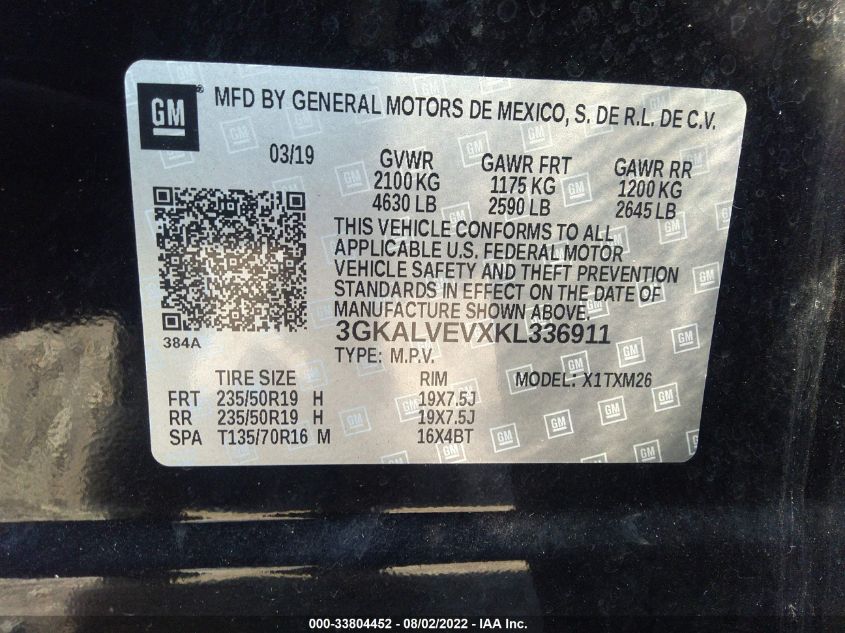 GM® MFD BY GENERAL MOTORS DE MEXICO, S. DE R.L. DE C.V.
03/19 GVWR GAWR FRT GAWR RR
2100 KG 1175 KG 1200 KG
4630 LB 2590 LB 2645 LB
THIS VEHICLE CONFORMS TO ALL
APPLICABLE U.S. FEDERAL MOTOR
VEHICLE SAFETY AND THEFT PREVENTION
STANDARDS IN EFFECT ON THE DATE OF
MANUFACTURE SHOWN ABOVE.
384A 3GKALVEVXKL336911
TYPE: M.P.V.
TIRE SIZE RIM MODEL: X1TXM26
FRT 235/50R19 H 19X7.5J
RR 235/50R19 H 19X7.5J
SPA T135/70R16 M 16X4BT
000-33804452 - 08/02/2022 - IAA Inc.